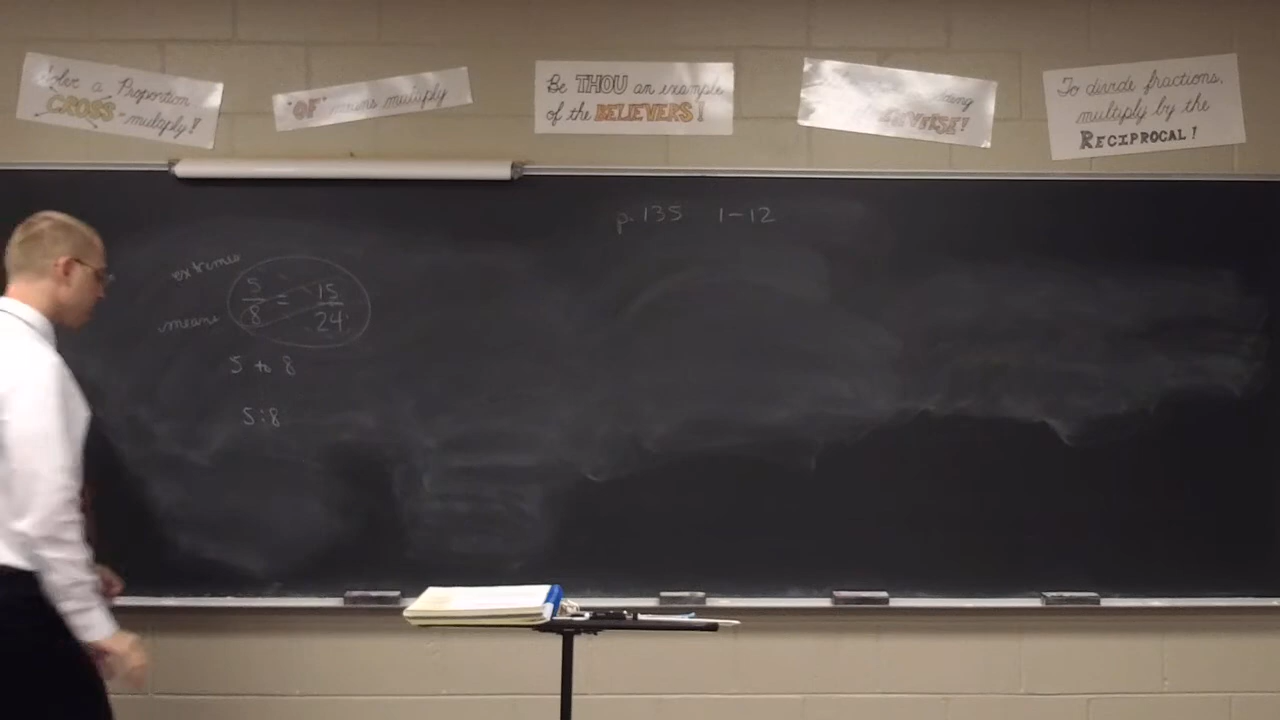 Solve a Proportion
CROSS-multiply!
"OF" means multiply
Be THOU an example
of the BELIEVERS!
To divide fractions,
multiply by the
RECIPROCAL!
p. 135 1-12
extremes
means
5/8 = 15/24
5 to 8
5:8